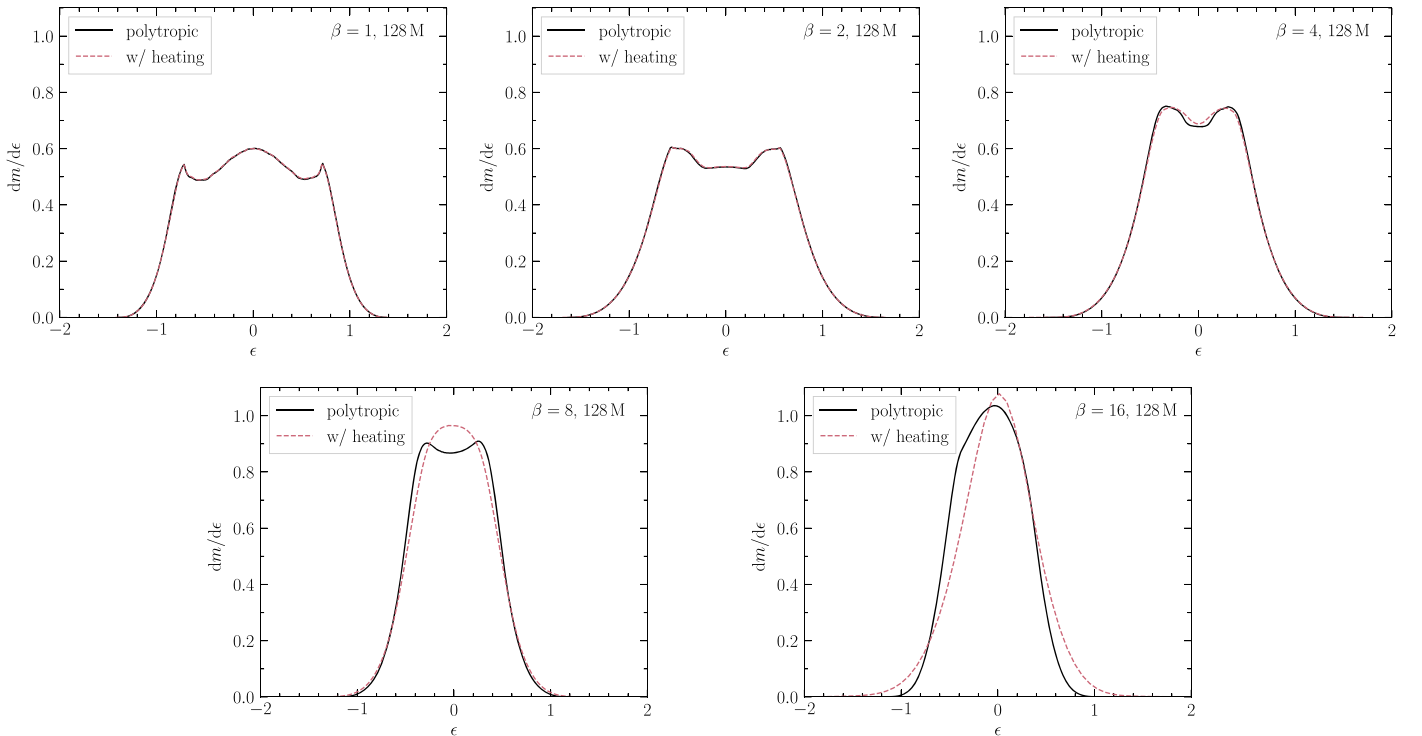 polytropic
w/ heating
β = 1, 128 M
1.0
0.8
0.6
0.4
0.2
0.0
dm/dϵ
−2
−1
0
1
2
ϵ
polytropic
w/ heating
β = 2, 128 M
1.0
0.8
0.6
0.4
0.2
0.0
dm/dϵ
−2
−1
0
1
2
ϵ
polytropic
w/ heating
β = 4, 128 M
1.0
0.8
0.6
0.4
0.2
0.0
dm/dϵ
−2
−1
0
1
2
ϵ
polytropic
w/ heating
β = 8, 128 M
1.0
0.8
0.6
0.4
0.2
0.0
dm/dϵ
−2
−1
0
1
2
ϵ
polytropic
w/ heating
β = 16, 128 M
1.0
0.8
0.6
0.4
0.2
0.0
dm/dϵ
−2
−1
0
1
2
ϵ